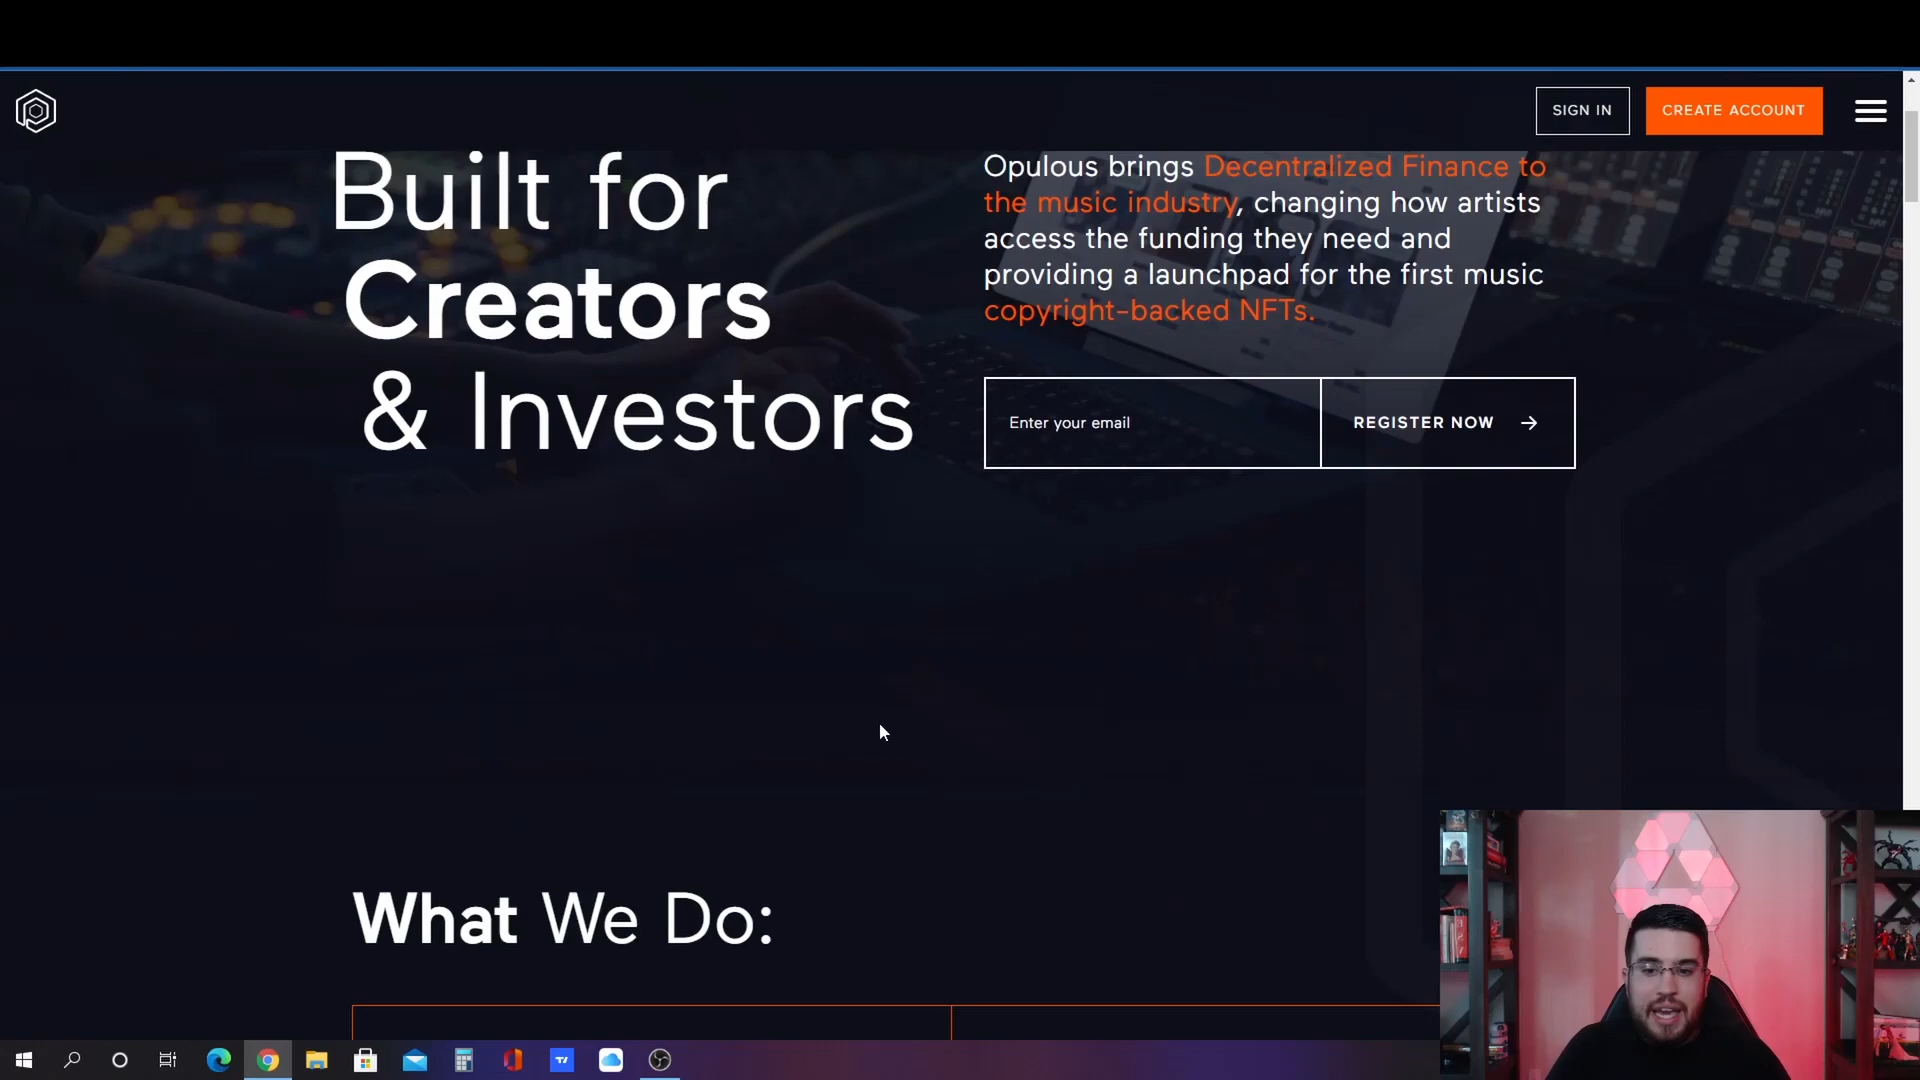 SIGN IN
CREATE ACCOUNT
Built for
Creators
& Investors
Opulous brings Decentralized Finance to
the music industry, changing how artists
access the funding they need and
providing a launchpad for the first music
copyright-backed NFTs.
Enter your email
REGISTER NOW
What We Do: